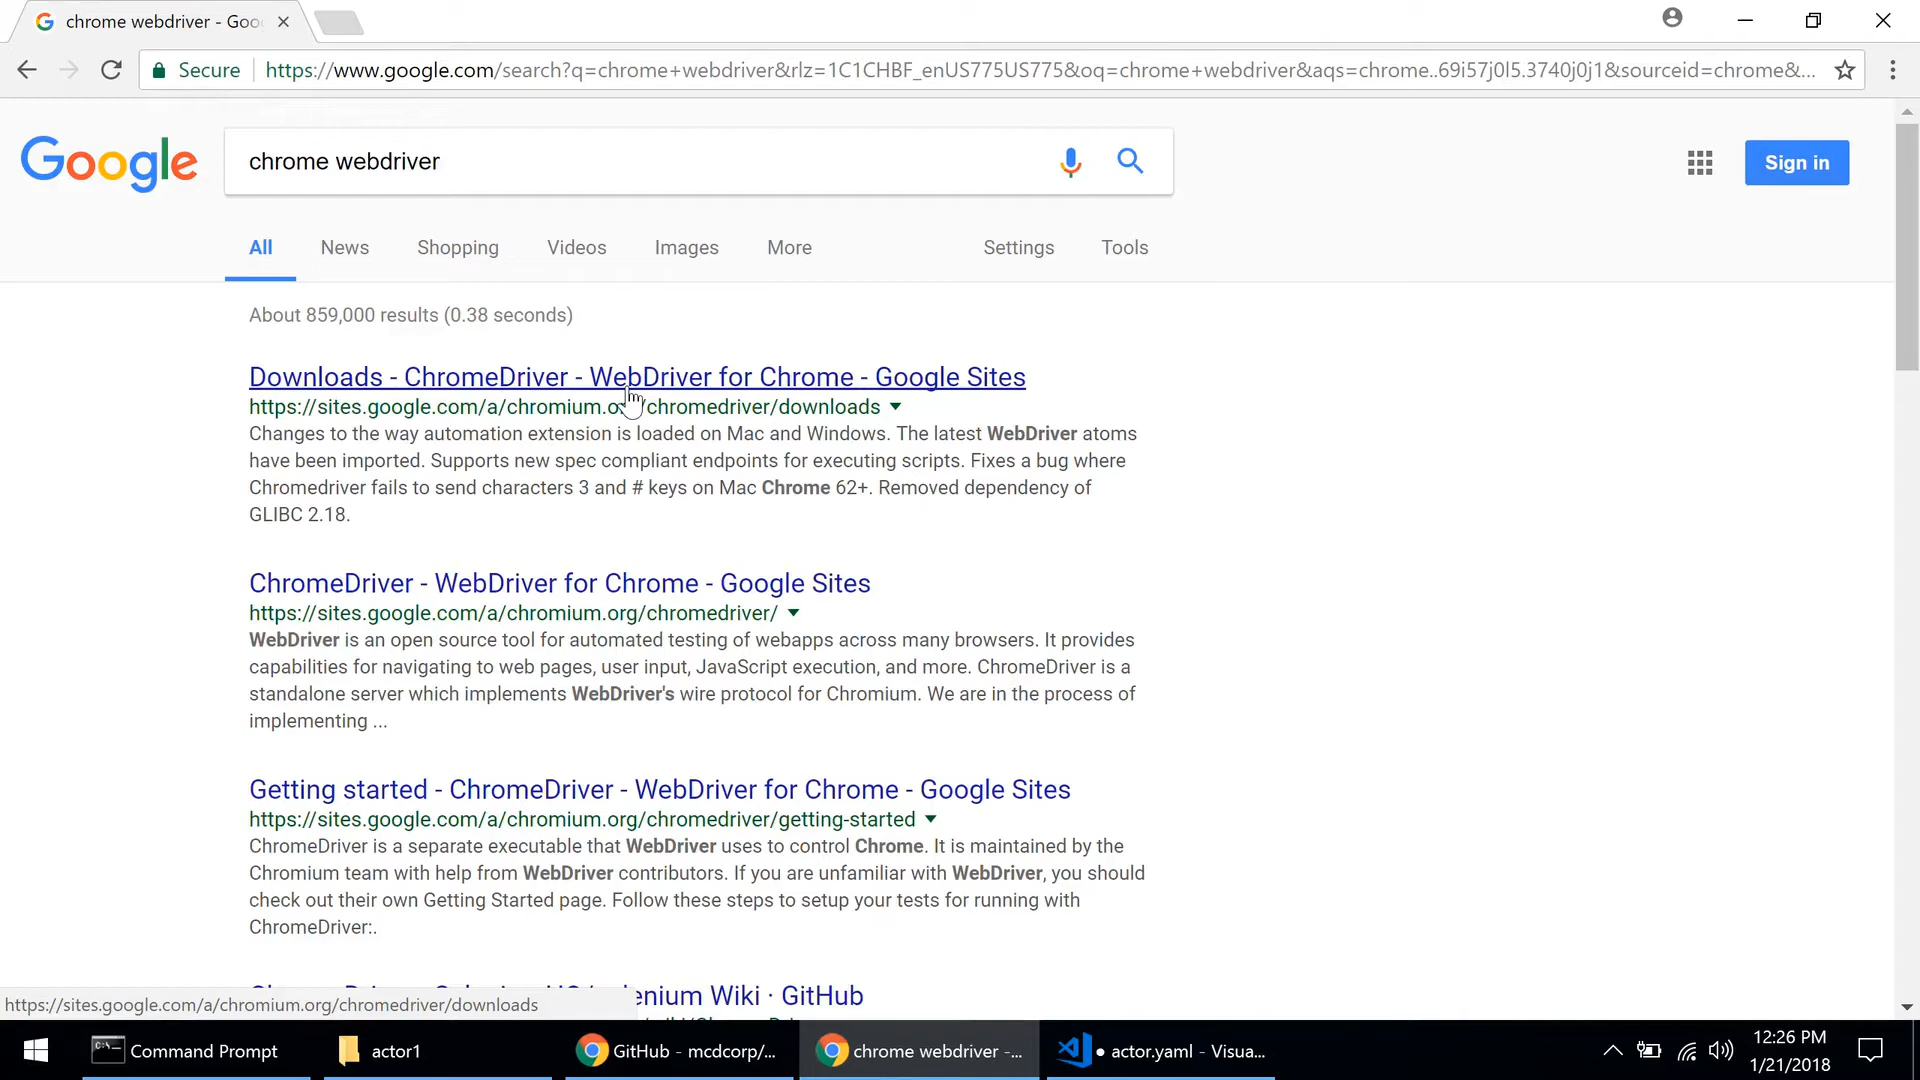 chrome webdriver - Goo
Secure
https://www.google.com/search?q=chrome+webdriver&rlz=1C1CHBF_enUS775US775&oq=chrome+webdriver&aqs=chrome..69i57j0l5.3740j0j1&sourceid=chrome&...
Google
chrome webdriver
Sign in
All News Shopping Videos Images More Settings Tools
About 859,000 results (0.38 seconds)
Downloads - ChromeDriver - WebDriver for Chrome - Google Sites
https://sites.google.com/a/chromium.o /chromedriver/downloads
Changes to the way automation extension is loaded on Mac and Windows. The latest WebDriver atoms
have been imported. Supports new spec compliant endpoints for executing scripts. Fixes a bug where
Chromedriver fails to send characters 3 and # keys on Mac Chrome 62+. Removed dependency of
GLIBC 2.18.
ChromeDriver - WebDriver for Chrome - Google Sites
https://sites.google.com/a/chromium.org/chromedriver/
WebDriver is an open source tool for automated testing of webapps across many browsers. It provides
capabilities for navigating to web pages, user input, JavaScript execution, and more. ChromeDriver is a
standalone server which implements WebDriver's wire protocol for Chromium. We are in the process of
implementing ...
Getting started - ChromeDriver - WebDriver for Chrome - Google Sites
https://sites.google.com/a/chromium.org/chromedriver/getting-started
ChromeDriver is a separate executable that WebDriver uses to control Chrome. It is maintained by the
Chromium team with help from WebDriver contributors. If you are unfamiliar with WebDriver, you should
check out their own Getting Started page. Follow these steps to setup your tests for running with
ChromeDriver:.
Wiki · GitHub
https://sites.google.com/a/chromium.org/chromedriver/downloads
Command Prompt
actor1
GitHub - mcdcorp/...
chrome webdriver -...
● actor.yaml - Visua...
12:26 PM
1/21/2018